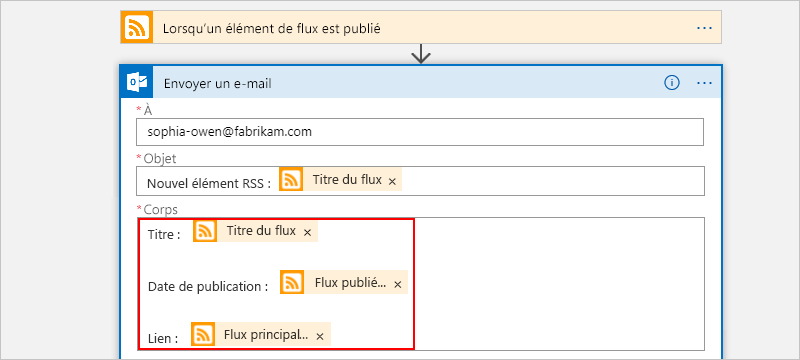 Lorsqu'un élément de flux est publié ...
Envoyer un e-mail ...
* À
sophia-owen@fabrikam.com
* Objet
Nouvel élément RSS : Titre du flux ×
* Corps
Titre : Titre du flux ×
Date de publication : Flux publié... ×
Lien : Flux principal... ×